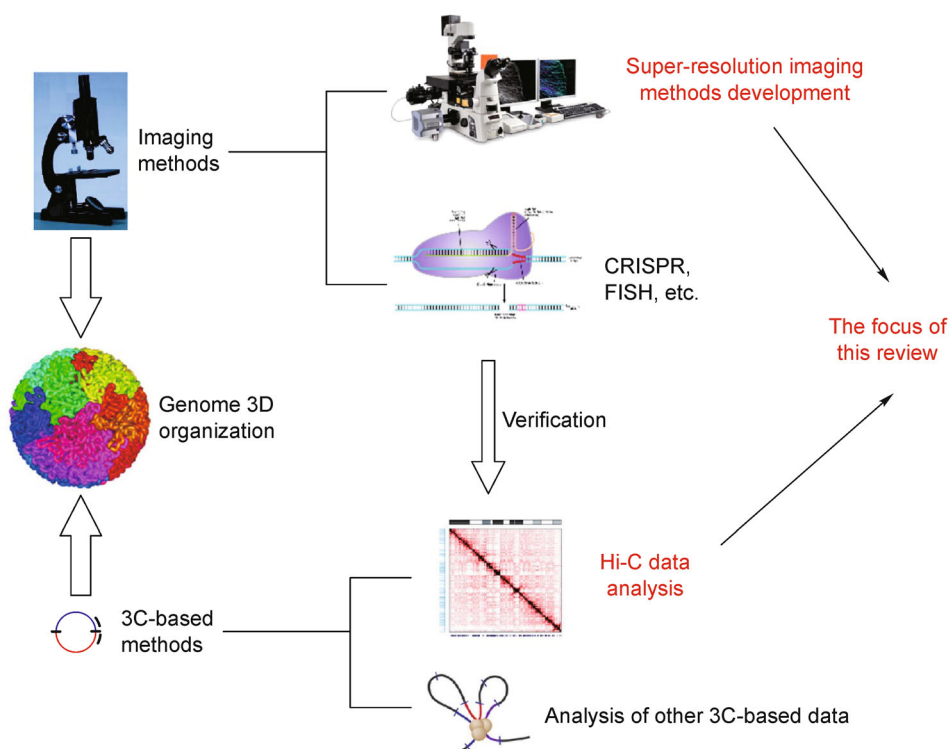 Super-resolution imaging
methods development
Imaging
methods
CRISPR,
FISH, etc.
The focus of
this review
Genome 3D
organization
Verification
Hi-C data
analysis
3C-based
methods
Analysis of other 3C-based data